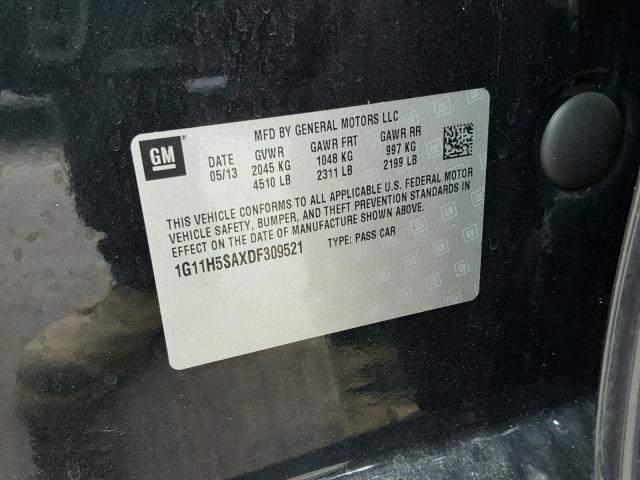 GM
MFD BY GENERAL MOTORS LLC
DATE GVWR GAWR FRT GAWR RR
05/13 2045 KG 1048 KG 997 KG
4510 LB 2311 LB 2199 LB
THIS VEHICLE CONFORMS TO ALL APPLICABLE U.S. FEDERAL MOTOR
VEHICLE SAFETY, BUMPER, AND THEFT PREVENTION STANDARDS IN
EFFECT ON THE DATE OF MANUFACTURE SHOWN ABOVE.
1G11H5SAXDF309521 TYPE: PASS CAR